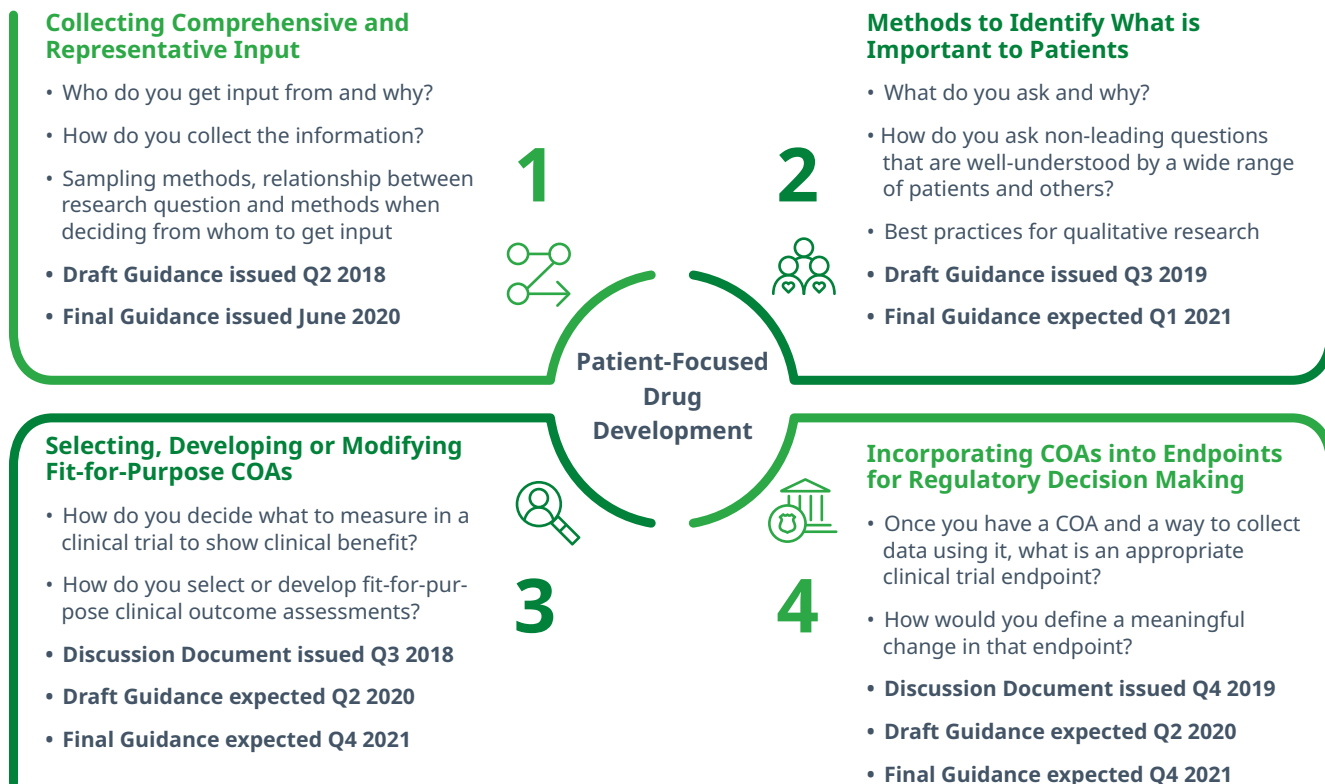 Collecting Comprehensive and
Representative Input
• Who do you get input from and why?
• How do you collect the information?
• Sampling methods, relationship between
research question and methods when
deciding from whom to get input
• Draft Guidance issued Q2 2018
• Final Guidance issued June 2020
1
Methods to Identify What is
Important to Patients
• What do you ask and why?
• How do you ask non-leading questions
that are well-understood by a wide range
of patients and others?
• Best practices for qualitative research
• Draft Guidance issued Q3 2019
• Final Guidance expected Q1 2021
2
Patient-Focused
Drug
Development
Selecting, Developing or Modifying
Fit-for-Purpose COAs
• How do you decide what to measure in a
clinical trial to show clinical benefit?
• How do you select or develop fit-for-pur-
pose clinical outcome assessments?
• Discussion Document issued Q3 2018
• Draft Guidance expected Q2 2020
• Final Guidance expected Q4 2021
3
Incorporating COAs into Endpoints
for Regulatory Decision Making
• Once you have a COA and a way to collect
data using it, what is an appropriate
clinical trial endpoint?
• How would you define a meaningful
change in that endpoint?
• Discussion Document issued Q4 2019
• Draft Guidance expected Q2 2020
• Final Guidance expected Q4 2021
4